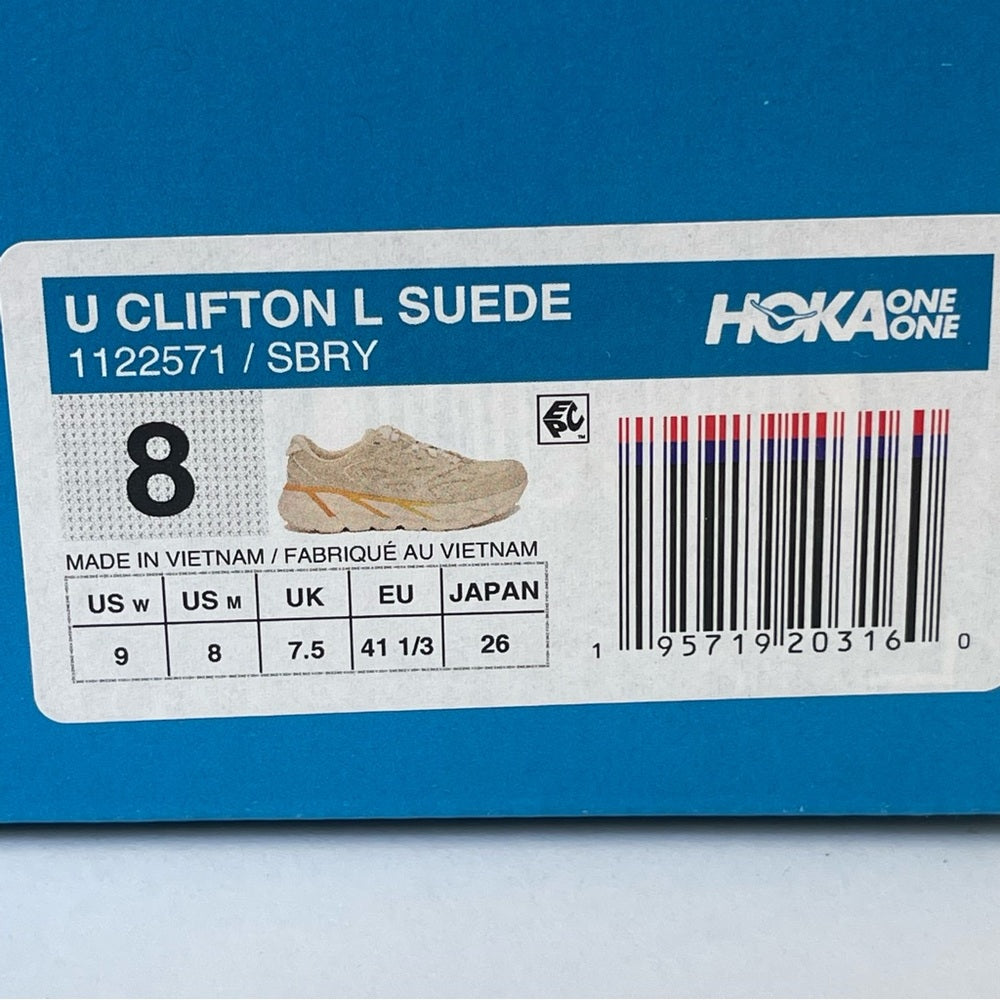 U CLIFTON L SUEDE
1122571 / SBRY
HOKA ONE ONE
8
EPC™
MADE IN VIETNAM / FABRIQUÉ AU VIETNAM
US W US M UK EU JAPAN
9 8 7.5 41 1/3 26
1 95719 20316 0